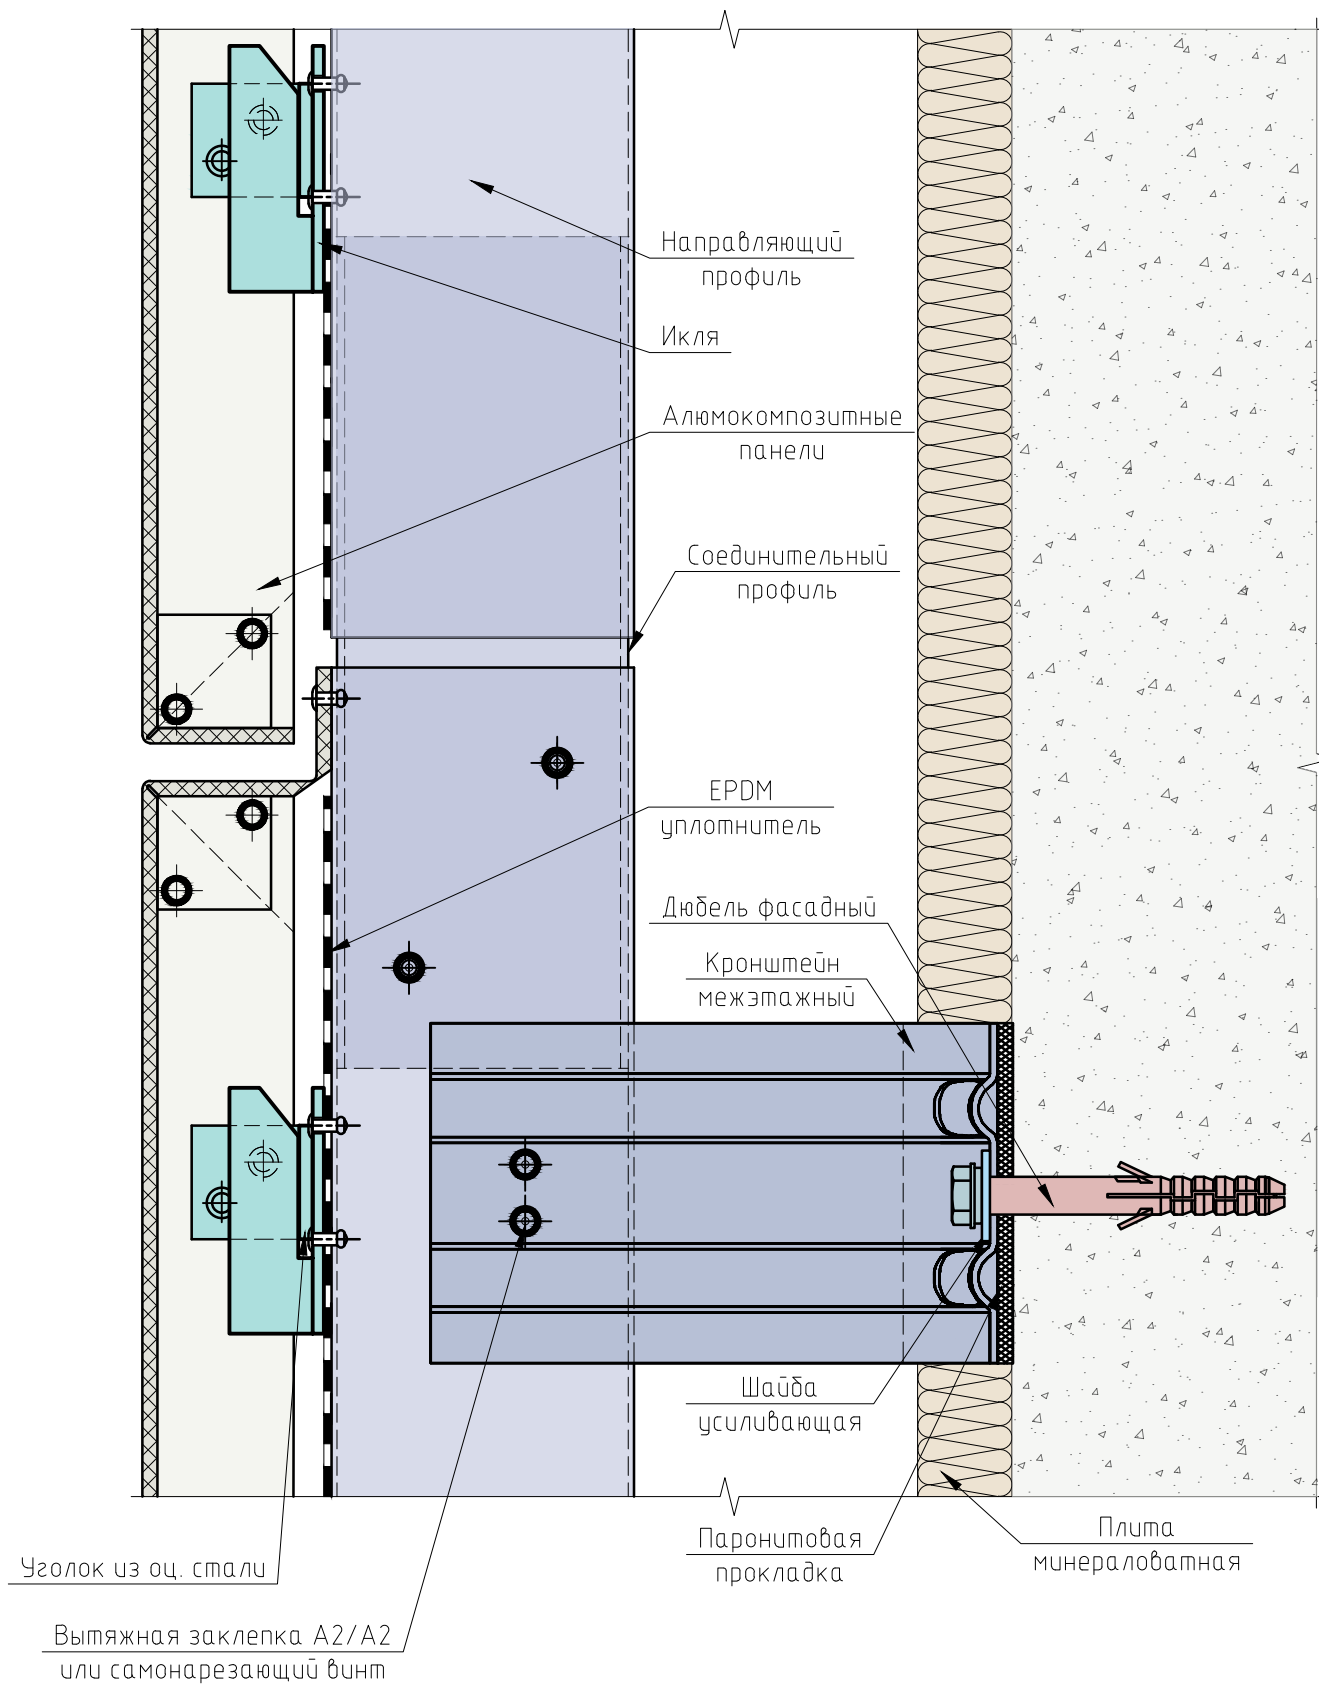 Направляющий
профиль
Икля
Алюмокомпозитные
панели
Соединительный
профиль
EPDM
уплотнитель
Дюбель фасадный
Кронштейн
межэтажный
Шайба
усиливающая
Паронитовая
прокладка
Плита
минераловатная
Уголок из оц. стали
Вытяжная заклепка А2/А2
или самонарезающий винт